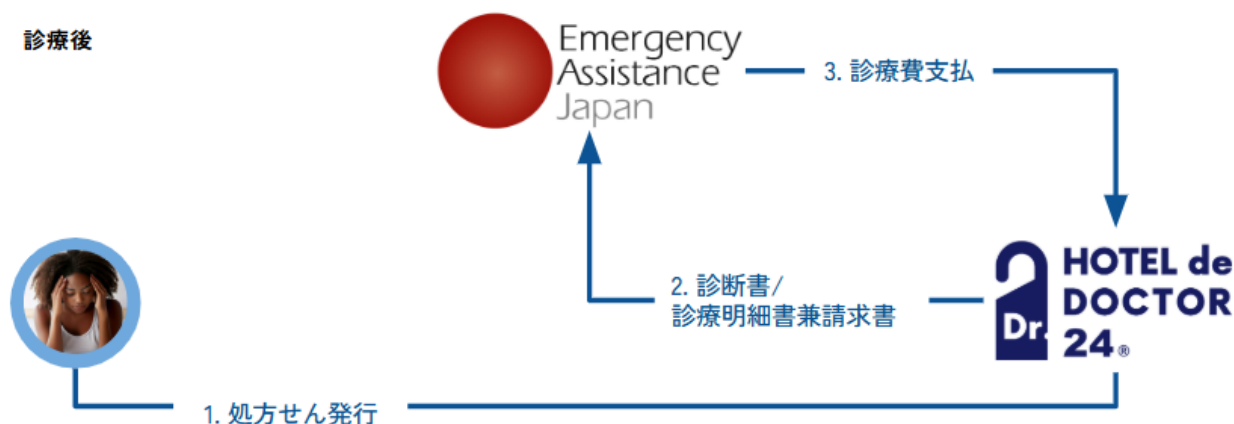 診療後
Emergency
Assistance
Japan
3. 診療費支払
2. 診断書/
診療明細書兼請求書
HOTEL de
DOCTOR
24®
Dr.
1. 処方せん発行